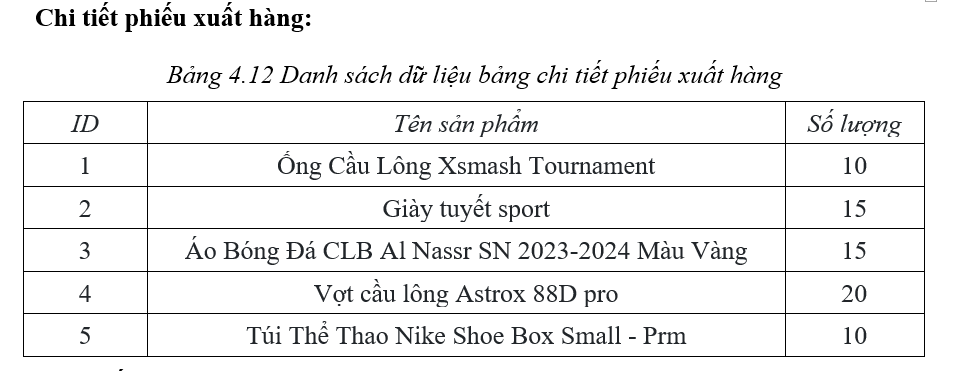 Chi tiết phiếu xuất hàng:
Bảng 4.12 Danh sách dữ liệu bảng chi tiết phiếu xuất hàng
ID Tên sản phẩm Số lượng
1 Ống Cầu Lông Xsmash Tournament 10
2 Giày tuyết sport 15
3 Áo Bóng Đá CLB Al Nassr SN 2023-2024 Màu Vàng 15
4 Vợt cầu lông Astrox 88D pro 20
5 Túi Thể Thao Nike Shoe Box Small - Prm 10